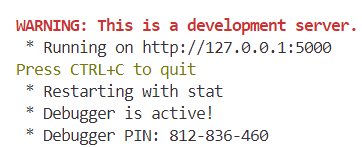 WARNING: This is a development server.
* Running on http://127.0.0.1:5000
Press CTRL+C to quit
* Restarting with stat
* Debugger is active!
* Debugger PIN: 812-836-460